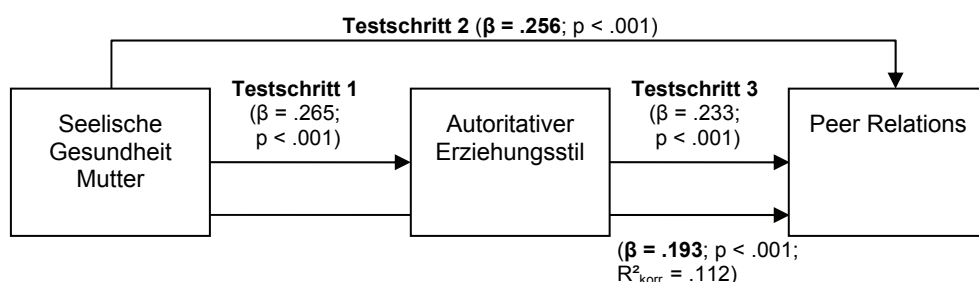 Testschritt 2 (β = .256; p < .001)
Testschritt 1
(β = .265;
p < .001)
Testschritt 3
(β = .233;
p < .001)
Seelische
Gesundheit
Mutter
Autoritativer
Erziehungsstil
Peer Relations
(β = .193; p < .001;
R²korr = .112)